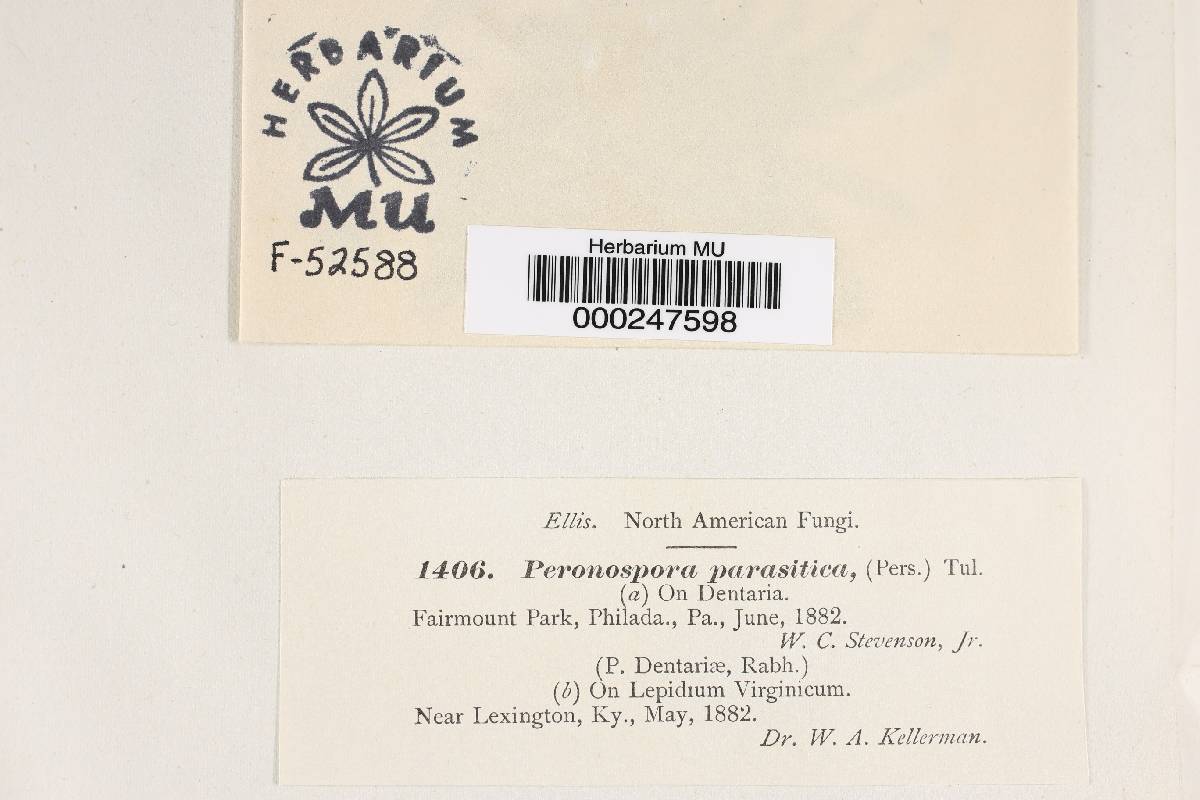 HERBARIUM
MU
F-52588
Herbarium MU
000247598
Ellis. North American Fungi.
1406. Peronospora parasitica, (Pers.) Tul.
(a) On Dentaria.
Fairmount Park, Philada., Pa., June, 1882.
W. C. Stevenson, Jr.
(P. Dentariæ, Rabh.)
(b) On Lepidium Virginicum.
Near Lexington, Ky., May, 1882.
Dr. W. A. Kellerman.